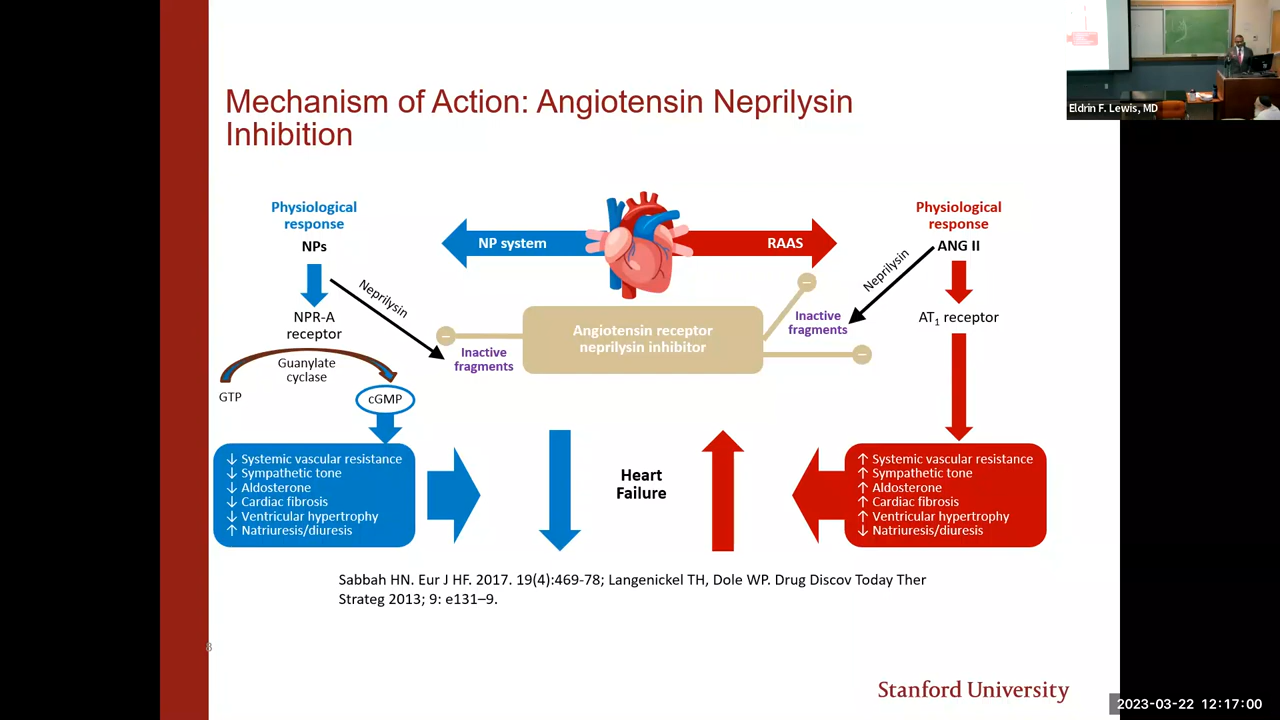 Mechanism of Action: Angiotensin Neprilysin
Inhibition
Eldrin F. Lewis, MD
Physiological
response
NPs
Neprilysin
NPR-A
receptor
Guanylate
cyclase
GTP
cGMP
Inactive
fragments
NP system
RAAS
Angiotensin receptor
neprilysin inhibitor
Physiological
response
ANG II
Neprilysin
Inactive
fragments
AT₁ receptor
↓ Systemic vascular resistance
↓ Sympathetic tone
↓ Aldosterone
↓ Cardiac fibrosis
↓ Ventricular hypertrophy
↑ Natriuresis/diuresis
Heart
Failure
↑ Systemic vascular resistance
↑ Sympathetic tone
↑ Aldosterone
↑ Cardiac fibrosis
↑ Ventricular hypertrophy
↓ Natriuresis/diuresis
Sabbah HN. Eur J HF. 2017. 19(4):469-78; Langenickel TH, Dole WP. Drug Discov Today Ther
Strateg 2013; 9: e131–9.
8
Stanford University
2023-03-22 12:17:00